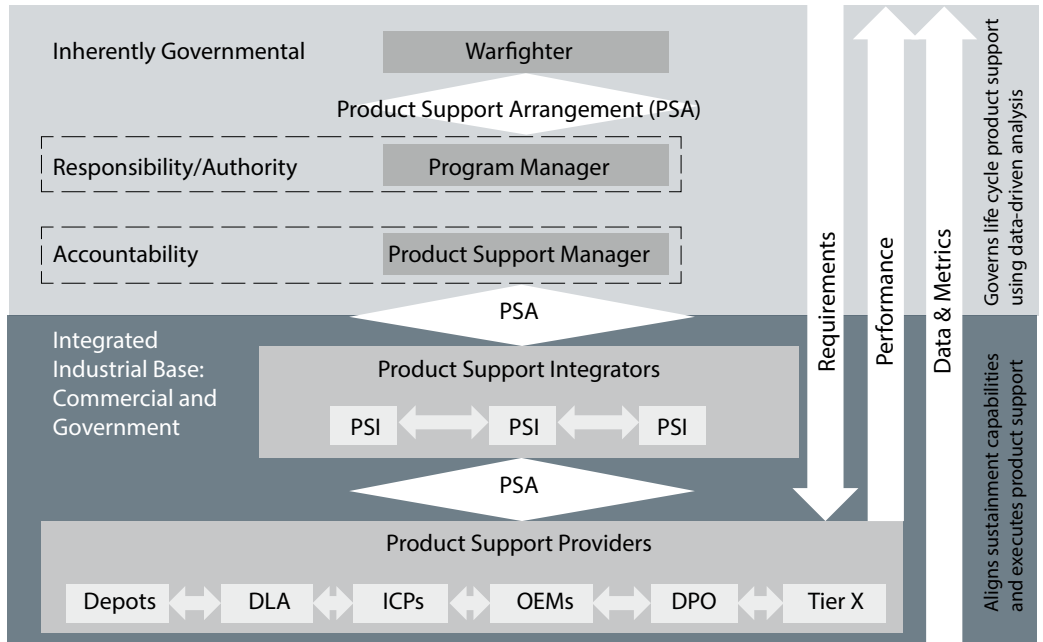 Inherently Governmental
Warfighter
Product Support Arrangement (PSA)
Responsibility/Authority
Program Manager
Accountability
Product Support Manager
PSA
Integrated
Industrial Base:
Commercial and
Government
Product Support Integrators
PSI
PSI
PSI
PSA
Product Support Providers
Depots
DLA
ICPs
OEMs
DPO
Tier X
Requirements
Performance
Data & Metrics
Governs life cycle product support
using data-driven analysis
Aligns sustainment capabilities
and executes product support